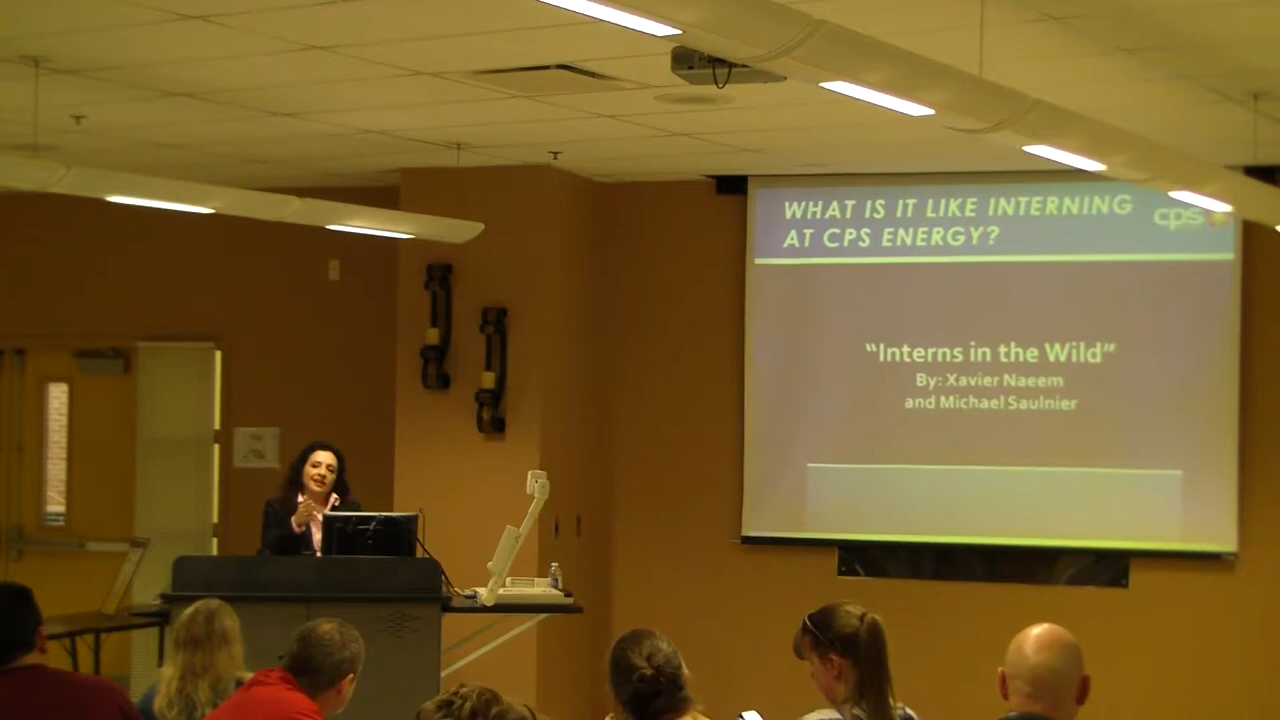 WHAT IS IT LIKE INTERNING
AT CPS ENERGY?
cps
“Interns in the Wild”
By: Xavier Naeem
and Michael Saulnier